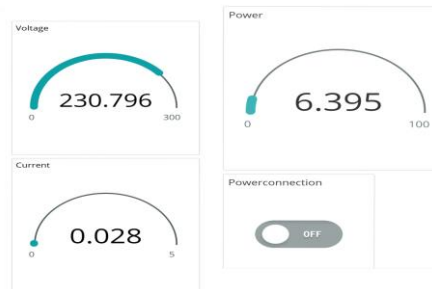 Voltage
230.796
0 300
Current
0.028
0 5
Power
6.395
0 100
Powerconnection
OFF